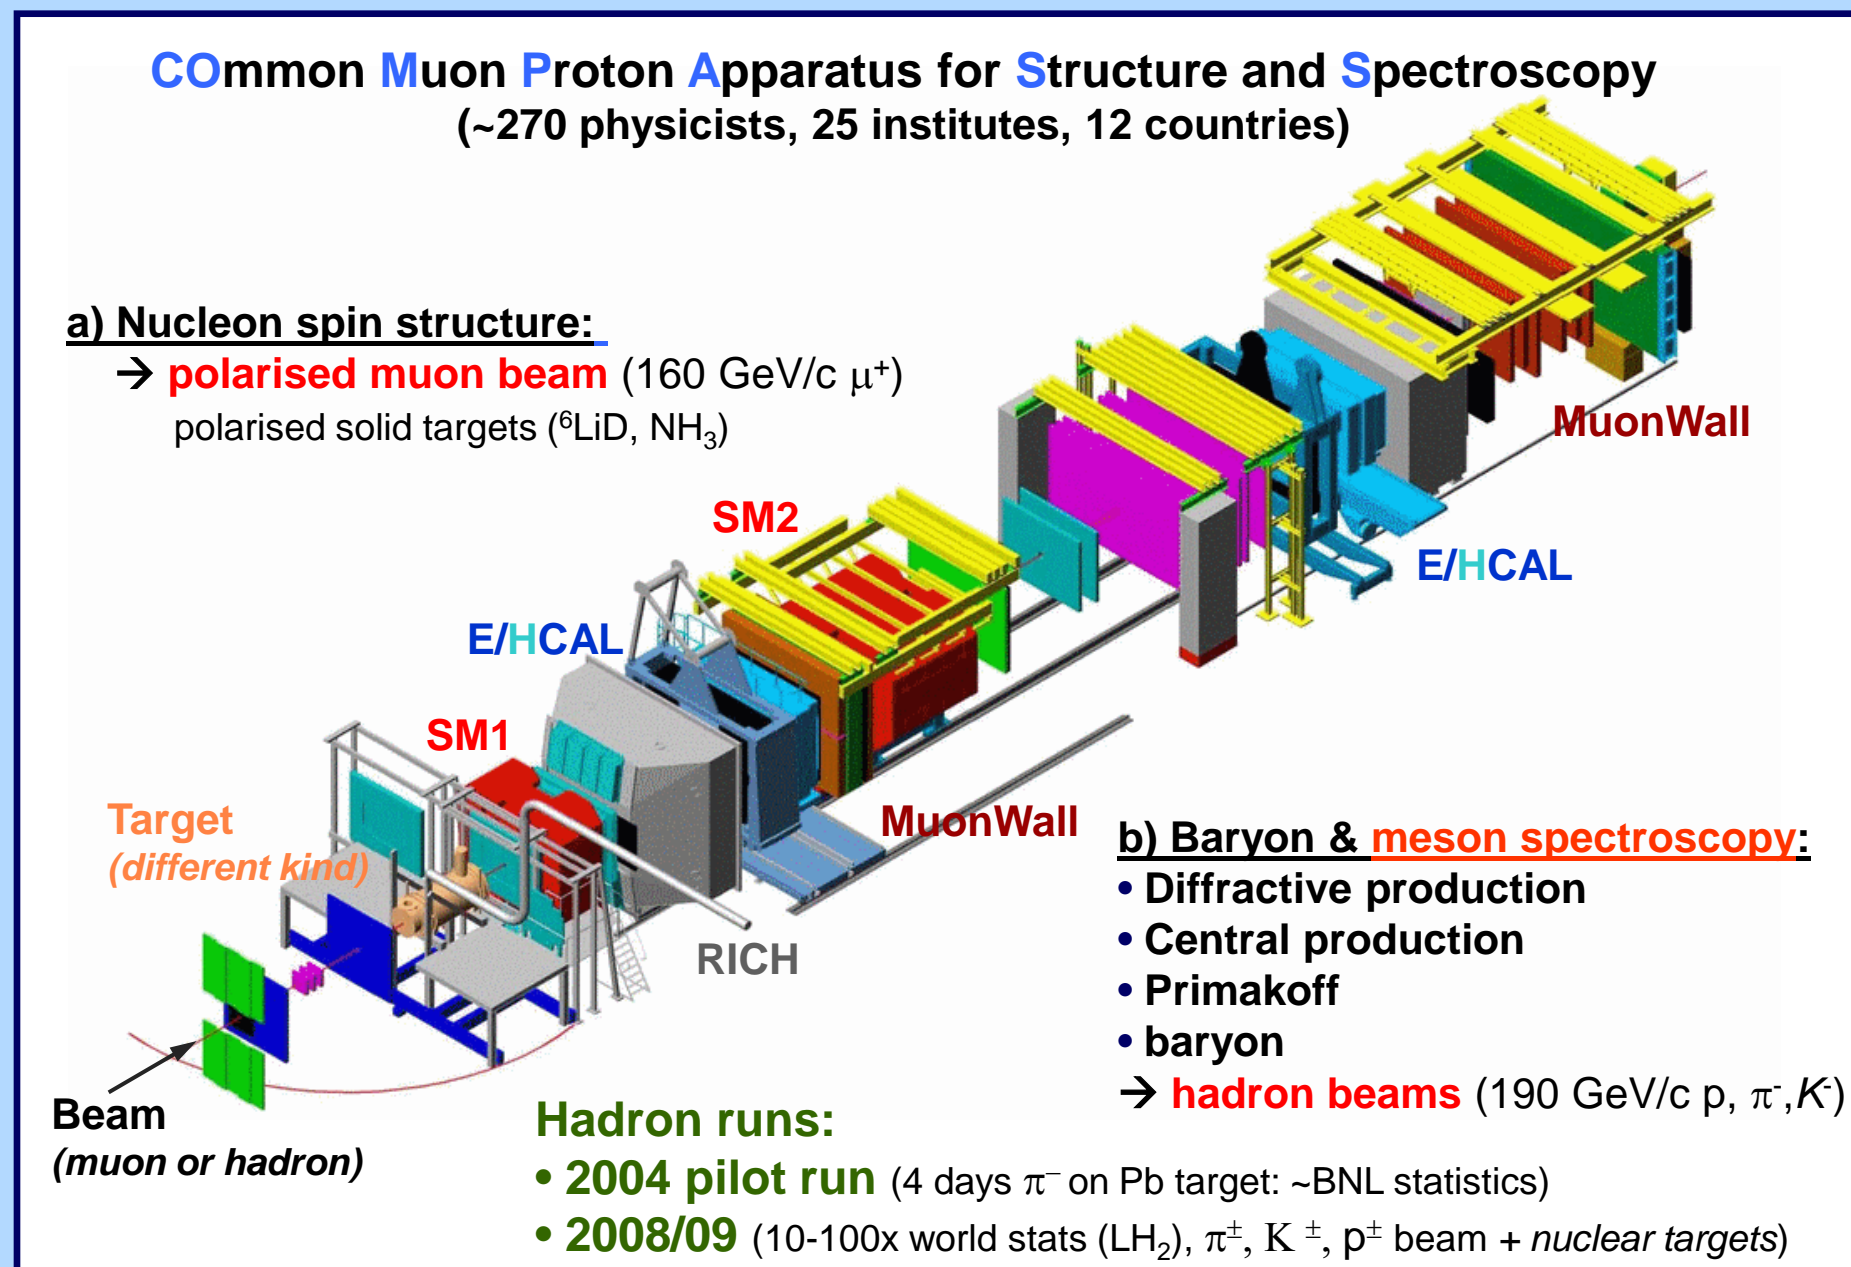 COmmon Muon Proton Apparatus for Structure and Spectroscopy
(~270 physicists, 25 institutes, 12 countries)
a) Nucleon spin structure:
→ polarised muon beam (160 GeV/c μ⁺)
polarised solid targets (⁶LiD, NH₃)
MuonWall
SM2
E/HCAL
E/HCAL
SM1
Target
(different kind)
MuonWall
RICH
b) Baryon & meson spectroscopy:
• Diffractive production
• Central production
• Primakoff
• baryon
→ hadron beams (190 GeV/c p, π⁻,K⁻)
Beam
(muon or hadron)
Hadron runs:
• 2004 pilot run (4 days π⁻ on Pb target: ~BNL statistics)
• 2008/09 (10-100x world stats (LH₂), π±, K ±, p± beam + nuclear targets)